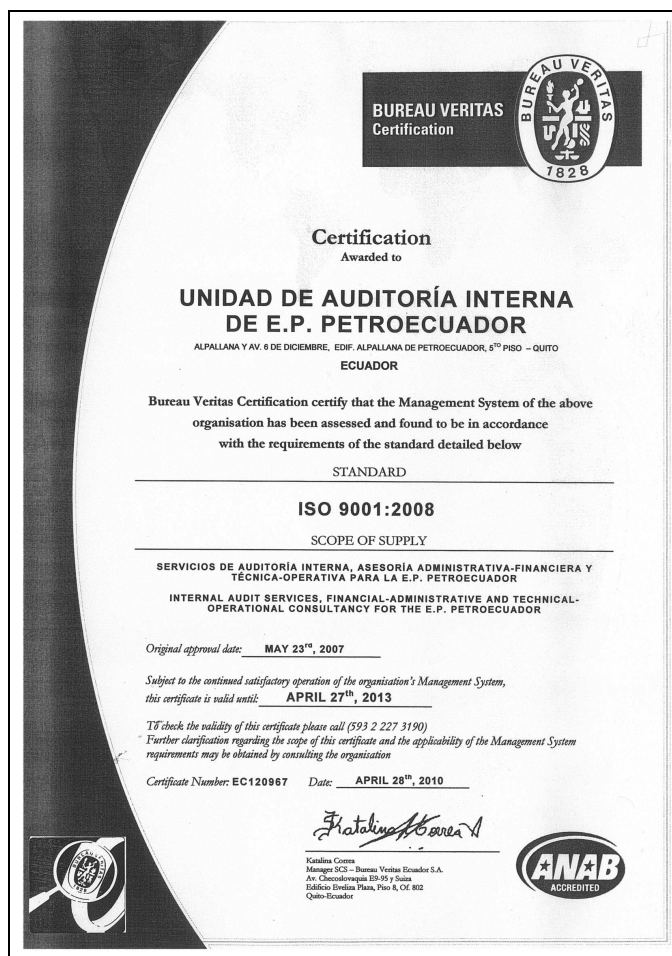 BUREAU VERITAS
Certification
BUREAU VERITAS
1828
Certification
Awarded to
UNIDAD DE AUDITORÍA INTERNA
DE E.P. PETROECUADOR
ALPALLANA Y AV. 6 DE DICIEMBRE, EDIF. ALPALLANA DE PETROECUADOR, 5TO PISO – QUITO
ECUADOR
Bureau Veritas Certification certify that the Management System of the above
organisation has been assessed and found to be in accordance
with the requirements of the standard detailed below
STANDARD
ISO 9001:2008
SCOPE OF SUPPLY
SERVICIOS DE AUDITORÍA INTERNA, ASESORÍA ADMINISTRATIVA-FINANCIERA Y
TÉCNICA-OPERATIVA PARA LA E.P. PETROECUADOR
INTERNAL AUDIT SERVICES, FINANCIAL-ADMINISTRATIVE AND TECHNICAL-
OPERATIONAL CONSULTANCY FOR THE E.P. PETROECUADOR
Original approval date: MAY 23rd, 2007
Subject to the continued satisfactory operation of the organisation's Management System,
this certificate is valid until: APRIL 27th, 2013
To check the validity of this certificate please call (593 2 227 3190)
Further clarification regarding the scope of this certificate and the applicability of the Management System
requirements may be obtained by consulting the organisation
Certificate Number: EC120967 Date: APRIL 28th, 2010
Katalina Correa
Katalina Correa
Manager SCS – Bureau Veritas Ecuador S.A.
Av. Checoslovaquia E9-95 y Suiza
Edificio Eveliza Plaza, Piso 8, Of. 802
Quito-Ecuador
BUREAU VERITAS
1828
ANAB
ACCREDITED